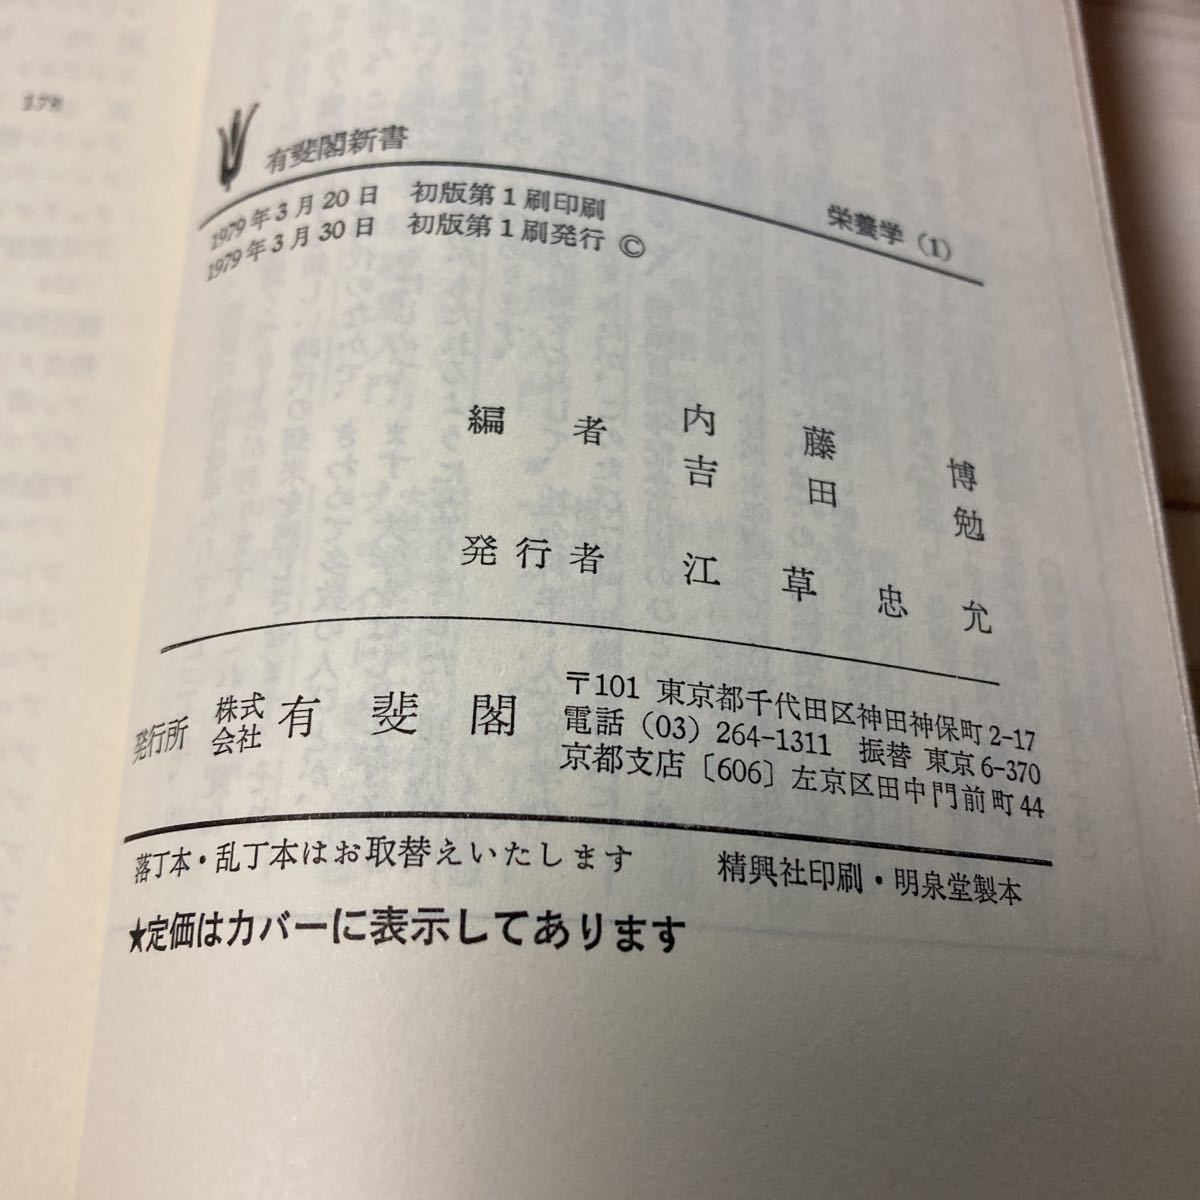 178
有斐閣新書
栄養学(1)
1979年3月20日 初版第1刷印刷
1979年3月30日 初版第1刷発行 ©
編者 内藤博
吉田勉
発行者 江草忠允
発行所 株式会社 有斐閣
〒101 東京都千代田区神田神保町2-17
電話 (03) 264-1311 振替 東京6-370
京都支店〔606〕左京区田中門前町44
落丁本・乱丁本はお取替えいたします 精興社印刷・明泉堂製本
★定価はカバーに表示してあります